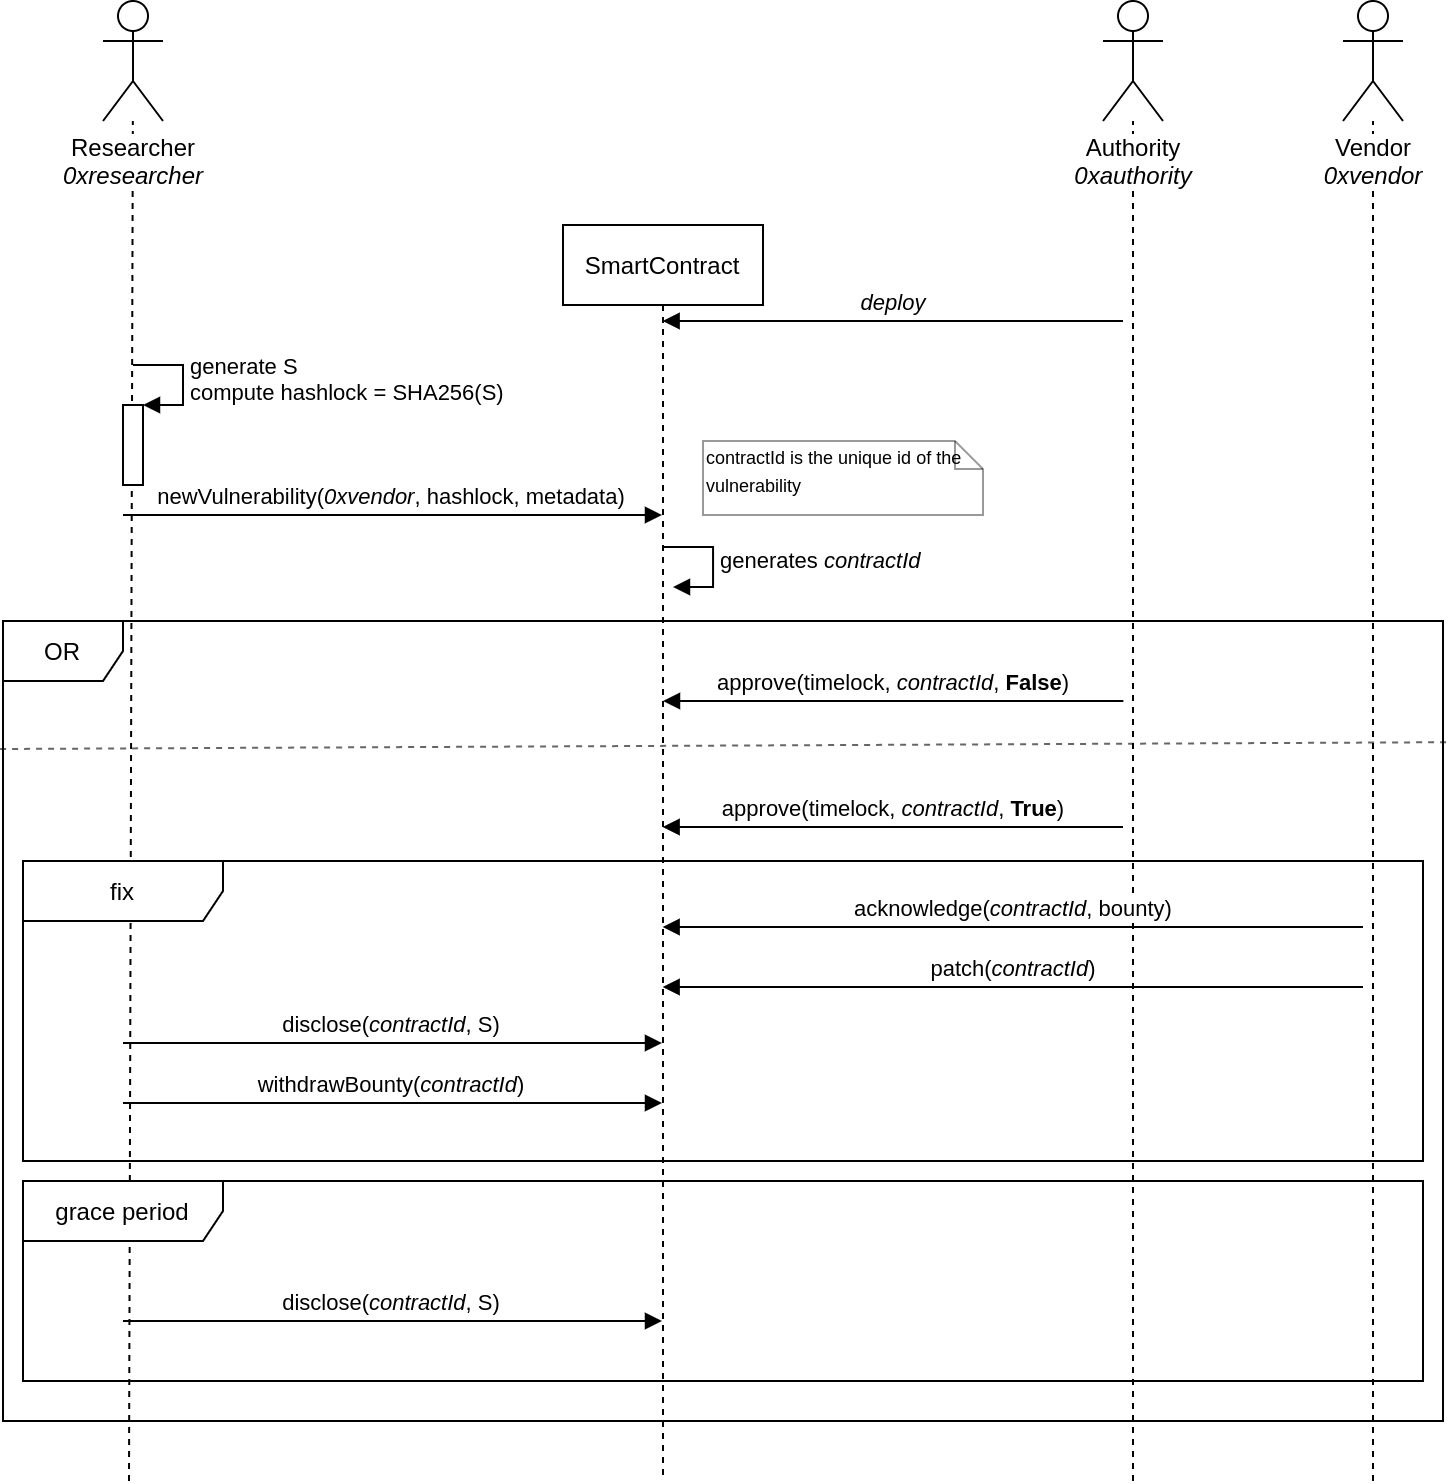 Researcher
0xresearcher
Authority
0xauthority
Vendor
0xvendor
SmartContract
deploy
generate S
compute hashlock = SHA256(S)
contractId is the unique id of the
vulnerability
newVulnerability(0xvendor, hashlock, metadata)
generates contractId
OR
approve(timelock, contractId, False)
approve(timelock, contractId, True)
fix
acknowledge(contractId, bounty)
patch(contractId)
disclose(contractId, S)
withdrawBounty(contractId)
grace period
disclose(contractId, S)